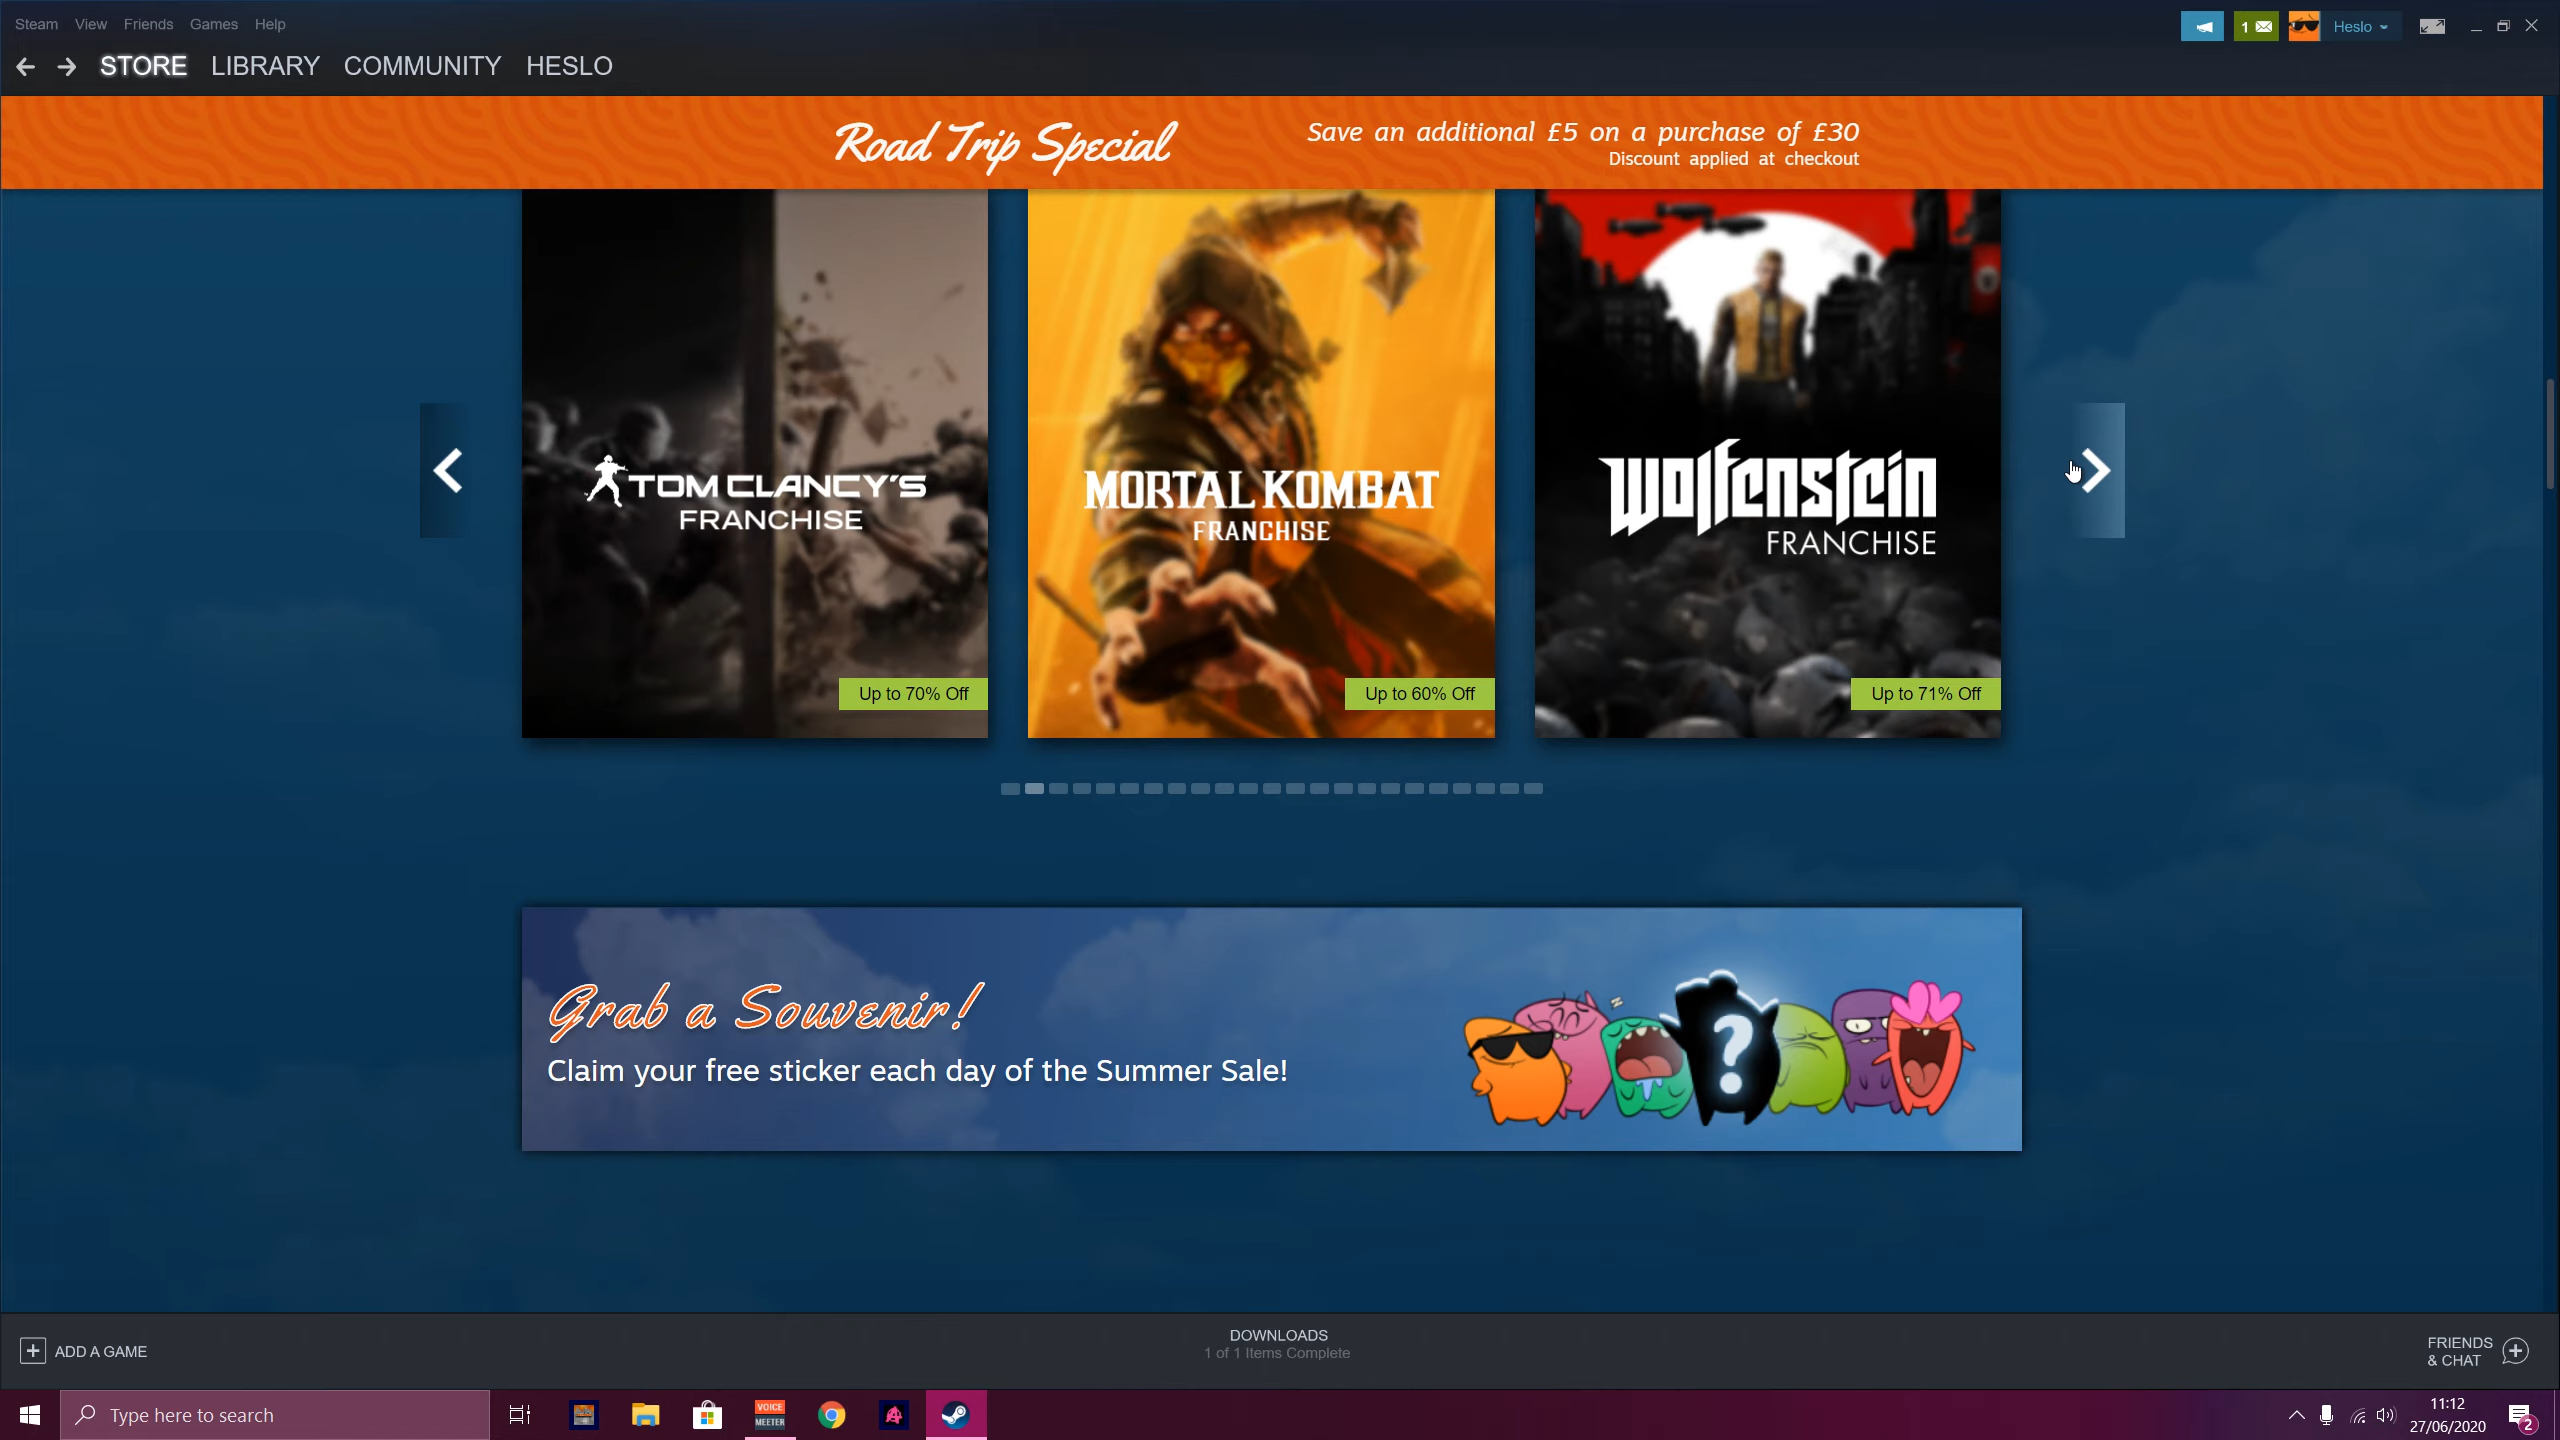 Steam View Friends Games Help
1
Heslo
STORE LIBRARY COMMUNITY HESLO
Road Trip Special
Save an additional £5 on a purchase of £30
Discount applied at checkout
TOM CLANCY'S
FRANCHISE
Up to 70% Off
MORTAL KOMBAT
FRANCHISE
Up to 60% Off
Wolfenstein
FRANCHISE
Up to 71% Off
Grab a Souvenir!
Claim your free sticker each day of the Summer Sale!
z
?
ADD A GAME
DOWNLOADS
1 of 1 Items Complete
FRIENDS
& CHAT
Type here to search
VOICE
MEETER
11:12
27/06/2020
2